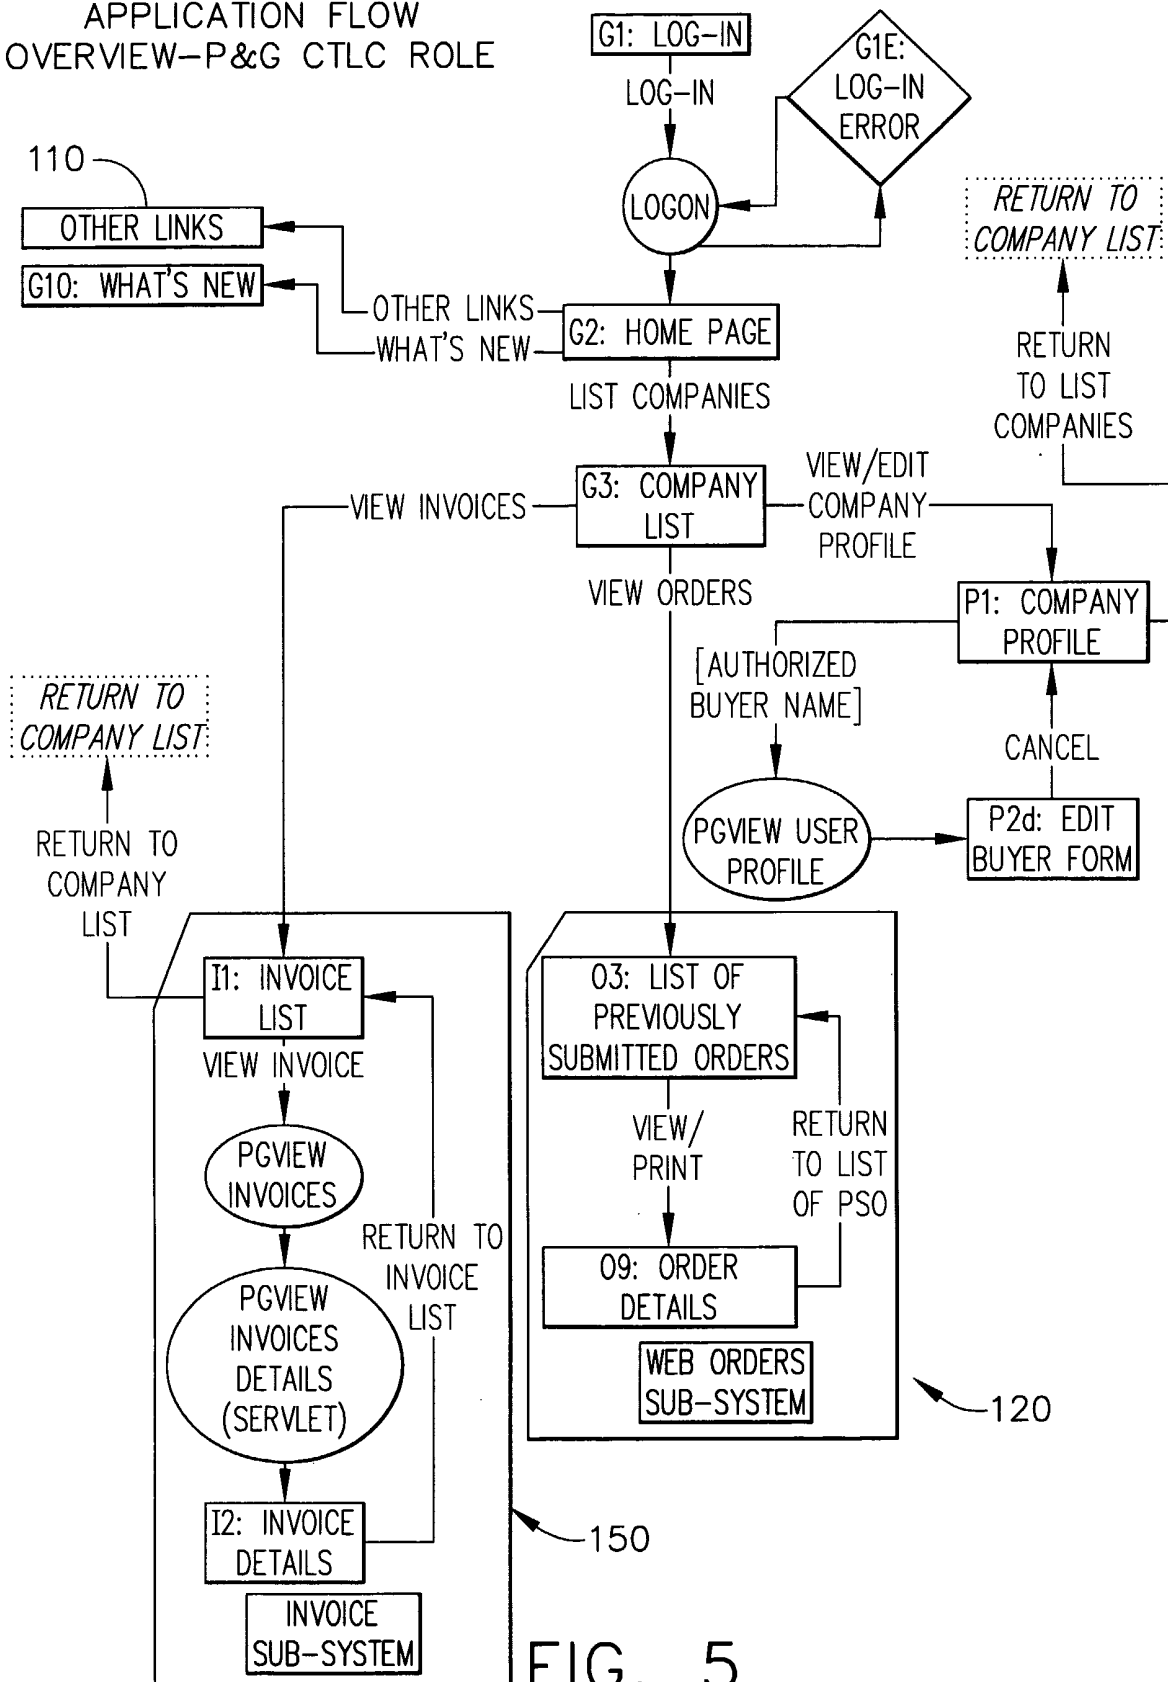 APPLICATION FLOW
OVERVIEW-P&G CTLC ROLE
G1: LOG-IN
LOG-IN
G1E:
LOG-IN
ERROR
LOGON
110
OTHER LINKS
G10: WHAT'S NEW
OTHER LINKS
WHAT'S NEW
G2: HOME PAGE
RETURN TO
COMPANY LIST
RETURN
TO LIST
COMPANIES
LIST COMPANIES
G3: COMPANY
LIST
VIEW INVOICES
VIEW/EDIT
COMPANY
PROFILE
VIEW ORDERS
P1: COMPANY
PROFILE
[AUTHORIZED
BUYER NAME]
CANCEL
PGVIEW USER
PROFILE
P2d: EDIT
BUYER FORM
RETURN TO
COMPANY LIST
RETURN TO
COMPANY
LIST
I1: INVOICE
LIST
VIEW INVOICE
PGVIEW
INVOICES
RETURN TO
INVOICE
LIST
PGVIEW
INVOICES
DETAILS
(SERVLET)
I2: INVOICE
DETAILS
INVOICE
SUB-SYSTEM
150
O3: LIST OF
PREVIOUSLY
SUBMITTED ORDERS
VIEW/
PRINT
RETURN
TO LIST
OF PSO
O9: ORDER
DETAILS
WEB ORDERS
SUB-SYSTEM
120
FIG. 5